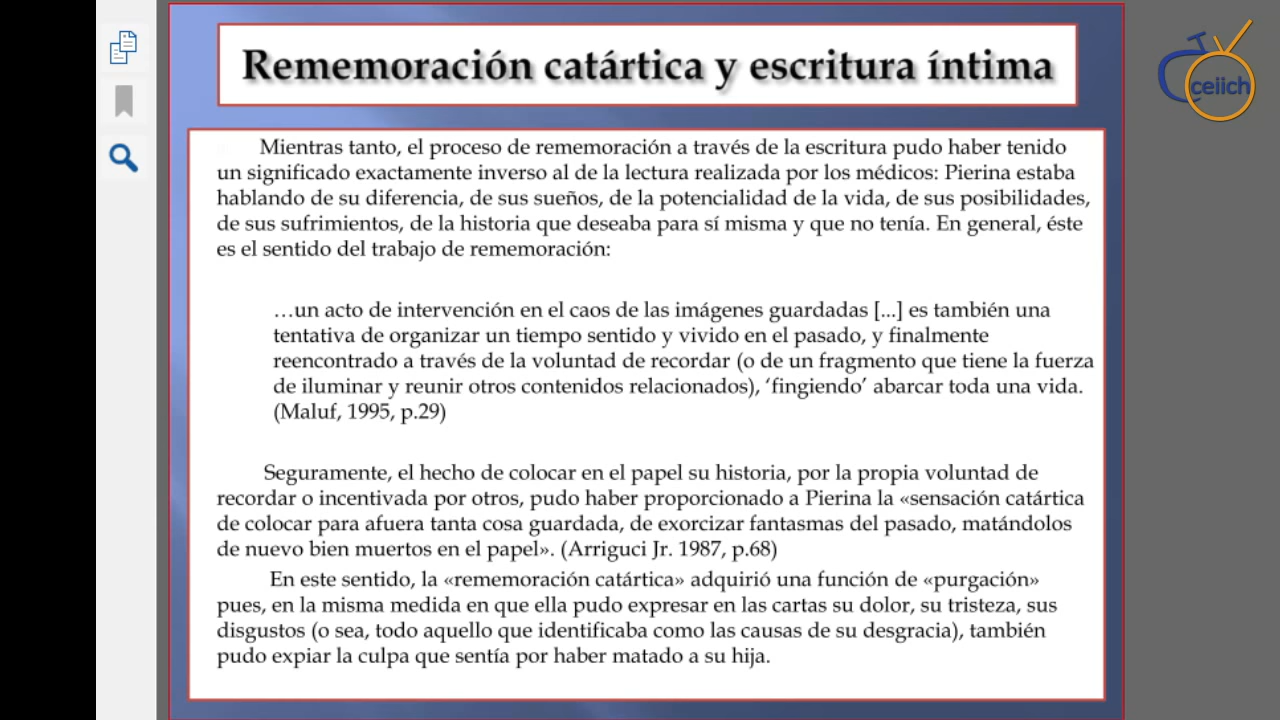 Rememoración catártica y escritura íntima
TV
ceiich
Mientras tanto, el proceso de rememoración a través de la escritura pudo haber tenido
un significado exactamente inverso al de la lectura realizada por los médicos: Pierina estaba
hablando de su diferencia, de sus sueños, de la potencialidad de la vida, de sus posibilidades,
de sus sufrimientos, de la historia que deseaba para sí misma y que no tenía. En general, éste
es el sentido del trabajo de rememoración:
…un acto de intervención en el caos de las imágenes guardadas [...] es también una
tentativa de organizar un tiempo sentido y vivido en el pasado, y finalmente
reencontrado a través de la voluntad de recordar (o de un fragmento que tiene la fuerza
de iluminar y reunir otros contenidos relacionados), ‘fingiendo’ abarcar toda una vida.
(Maluf, 1995, p.29)
Seguramente, el hecho de colocar en el papel su historia, por la propia voluntad de
recordar o incentivada por otros, pudo haber proporcionado a Pierina la «sensación catártica
de colocar para afuera tanta cosa guardada, de exorcizar fantasmas del pasado, matándolos
de nuevo bien muertos en el papel». (Arriguci Jr. 1987, p.68)
En este sentido, la «rememoración catártica» adquirió una función de «purgación»
pues, en la misma medida en que ella pudo expresar en las cartas su dolor, su tristeza, sus
disgustos (o sea, todo aquello que identificaba como las causas de su desgracia), también
pudo expiar la culpa que sentía por haber matado a su hija.